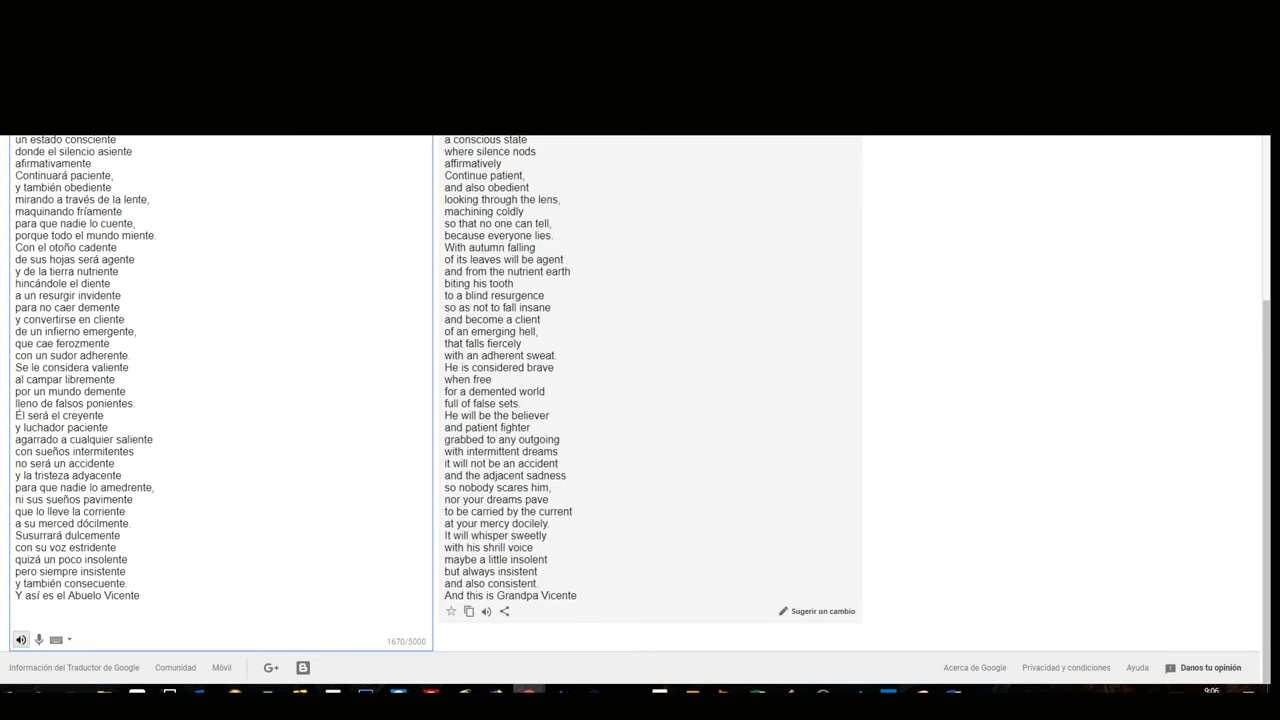 un estado consciente
donde el silencio asiente
afirmativamente
Continuará paciente,
y también obediente
mirando a través de la lente,
maquinando fríamente
para que nadie lo cuente,
porque todo el mundo miente.
Con el otoño cadente
de sus hojas será agente
y de la tierra nutriente
hincándole el diente
a un resurgir invidente
para no caer demente
y convertirse en cliente
de un infierno emergente,
que cae ferozmente
con un sudor adherente.
Se le considera valiente
al campar libremente
por un mundo demente
lleno de falsos ponientes.
Él será el creyente
y luchador paciente
agarrado a cualquier saliente
con sueños intermitentes
no será un accidente
y la tristeza adyacente
para que nadie lo amedrente,
ni sus sueños pavimente
que lo lleve la corriente
a su merced dócilmente.
Susurrará dulcemente
con su voz estridente
quizá un poco insolente
pero siempre insistente
y también consecuente.
Y así es el Abuelo Vicente
1670/5000
a conscious state
where silence nods
affirmatively
Continue patient,
and also obedient
looking through the lens,
machining coldly
so that no one can tell,
because everyone lies.
With autumn falling
of its leaves will be agent
and from the nutrient earth
biting his tooth
to a blind resurgence
so as not to fall insane
and become a client
of an emerging hell,
that falls fiercely
with an adherent sweat.
He is considered brave
when free
for a demented world
full of false sets.
He will be the believer
and patient fighter
grabbed to any outgoing
with intermittent dreams
it will not be an accident
and the adjacent sadness
so nobody scares him,
nor your dreams pave
to be carried by the current
at your mercy docilely.
It will whisper sweetly
with his shrill voice
maybe a little insolent
but always insistent
and also consistent.
And this is Grandpa Vicente
Sugerir un cambio
Información del Traductor de Google Comunidad Móvil G+ Acerca de Google Privacidad y condiciones Ayuda Danos tu opinión
9:06